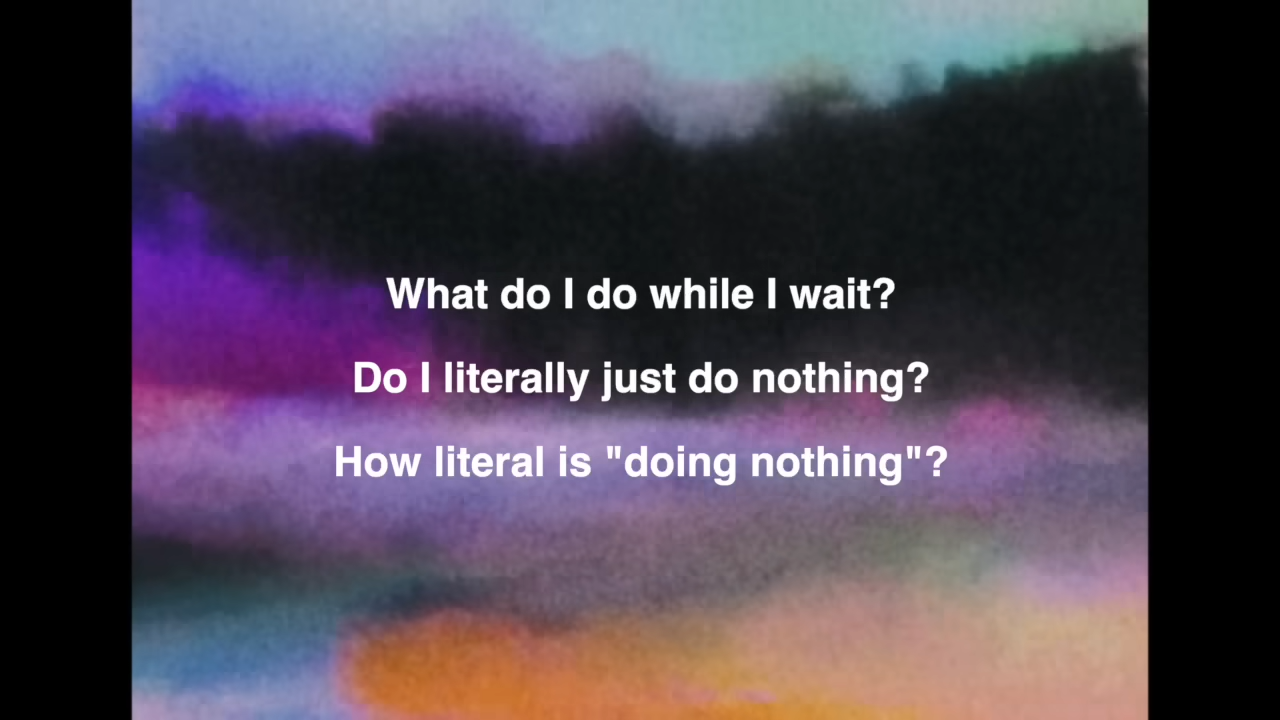 What do I do while I wait?
Do I literally just do nothing?
How literal is "doing nothing"?